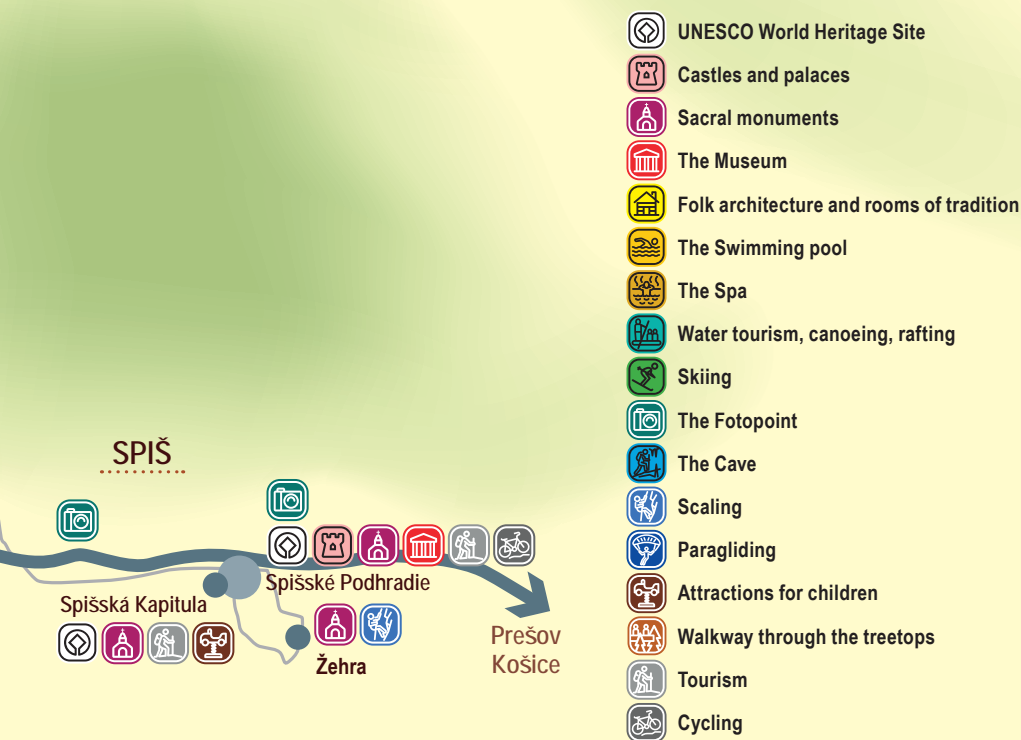 UNESCO World Heritage Site
Castles and palaces
Sacral monuments
The Museum
Folk architecture and rooms of tradition
The Swimming pool
The Spa
Water tourism, canoeing, rafting
Skiing
The Fotopoint
The Cave
Scaling
Paragliding
Attractions for children
Walkway through the treetops
Tourism
Cycling
SPIŠ
Spišské Podhradie
Spišská Kapitula
Žehra
Prešov
Košice